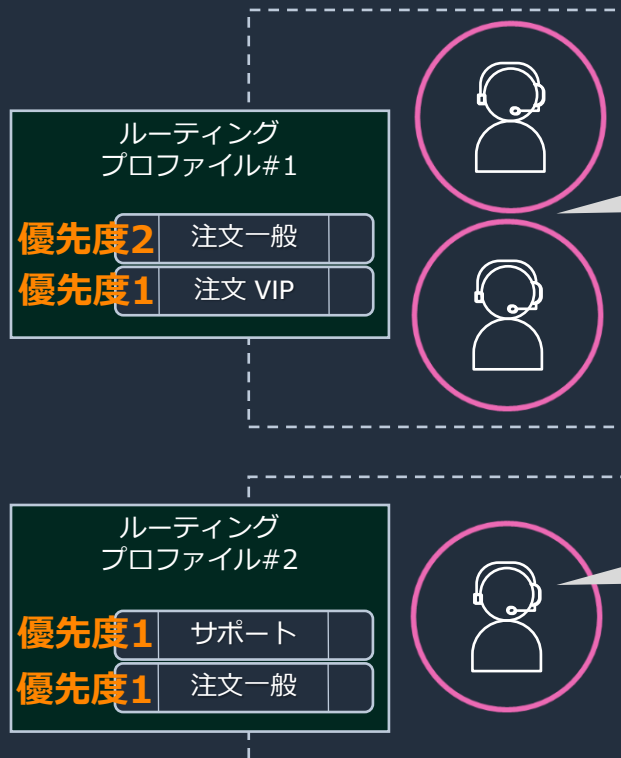 ルーティング
プロファイル#1
優先度2 注文一般
優先度1 注文 VIP
ルーティング
プロファイル#2
優先度1 サポート
優先度1 注文一般